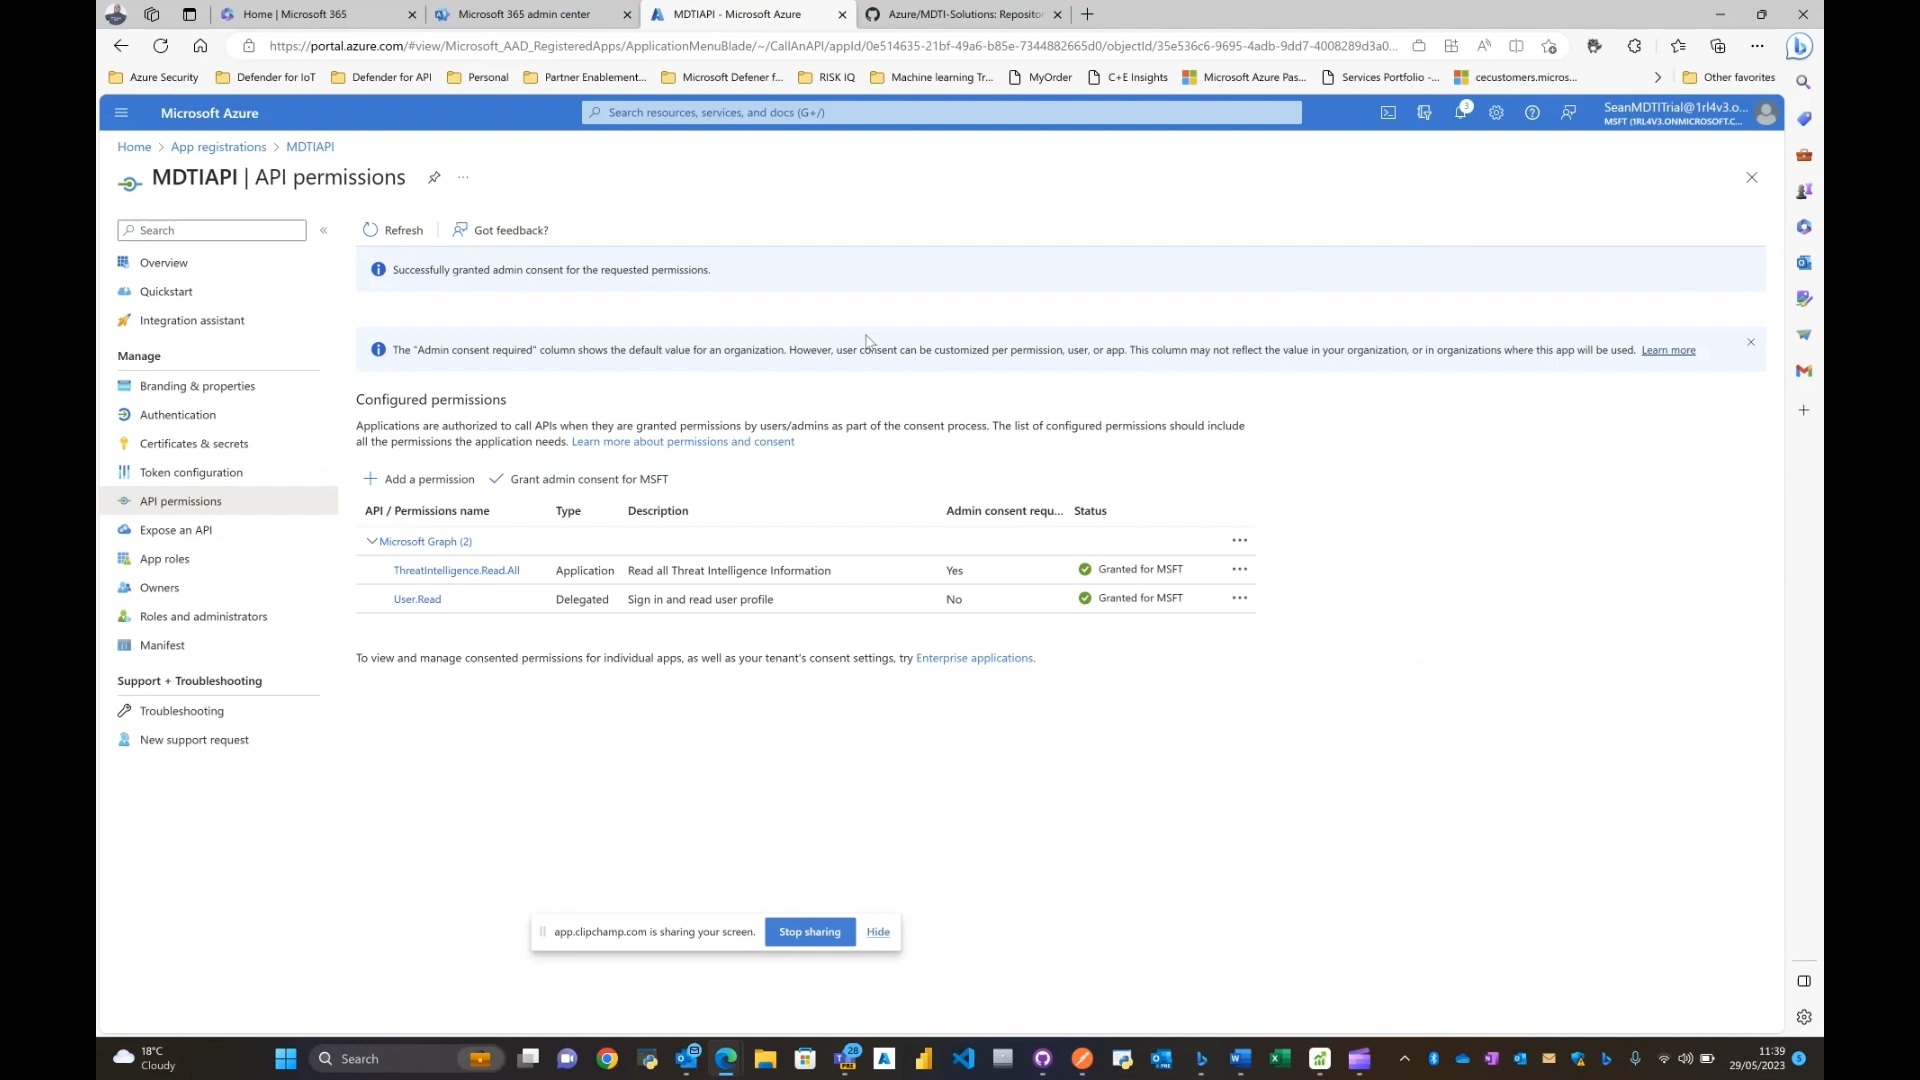 Home | Microsoft 365
Microsoft 365 admin center
MDTIAPI - Microsoft Azure
Azure/MDTI-Solutions: Reposito
https://portal.azure.com/#view/Microsoft_AAD_RegisteredApps/ApplicationMenuBlade/~/CallAnAPI/appId/0e514635-21bf-49a6-b85e-7344882665d0/objectId/35e536c6-9695-4adb-9dd7-4008289d3a0...
Azure Security
Defender for IoT
Defender for API
Personal
Partner Enablement...
Microsoft Defener f...
RISK IQ
Machine learning Tr...
MyOrder
C+E Insights
Microsoft Azure Pas...
Services Portfolio -...
cecustomers.micros...
Other favorites
Microsoft Azure
Search resources, services, and docs (G+/)
3
SeanMDTITrial@1rl4v3.o...
MSFT (1RL4V3.ONMICROSOFT.C...
Home > App registrations > MDTIAPI
MDTIAPI | API permissions
Search
Refresh
Got feedback?
Overview
Quickstart
Integration assistant
Manage
Branding & properties
Authentication
Certificates & secrets
Token configuration
API permissions
Expose an API
App roles
Owners
Roles and administrators
Manifest
Support + Troubleshooting
Troubleshooting
New support request
Successfully granted admin consent for the requested permissions.
The "Admin consent required" column shows the default value for an organization. However, user consent can be customized per permission, user, or app. This column may not reflect the value in your organization, or in organizations where this app will be used. Learn more
Configured permissions
Applications are authorized to call APIs when they are granted permissions by users/admins as part of the consent process. The list of configured permissions should include
all the permissions the application needs. Learn more about permissions and consent
Add a permission
Grant admin consent for MSFT
API / Permissions name Type Description Admin consent requ... Status
Microsoft Graph (2)
ThreatIntelligence.Read.All Application Read all Threat Intelligence Information Yes Granted for MSFT
User.Read Delegated Sign in and read user profile No Granted for MSFT
To view and manage consented permissions for individual apps, as well as your tenant's consent settings, try Enterprise applications.
app.clipchamp.com is sharing your screen.
Stop sharing
Hide
18°C
Cloudy
Search
28
11:39
29/05/2023
5